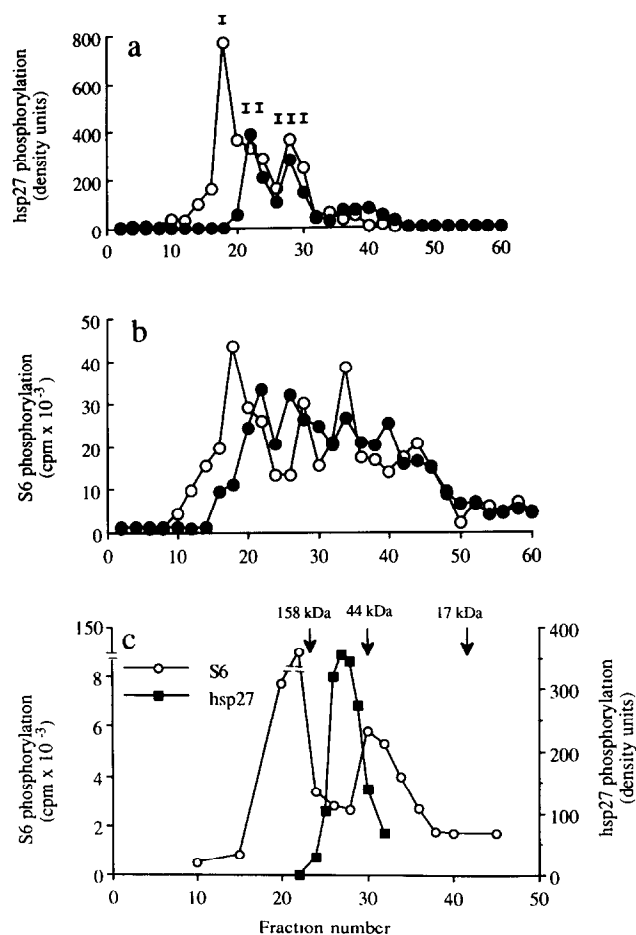 I
a
800
600
400
200
0
II
III
hsp27 phosphorylation
(density units)
0 10 20 30 40 50 60
b
50
40
30
20
10
0
S6 phosphorylation
(cpm x 10-3)
0 10 20 30 40 50 60
158 kDa 44 kDa 17 kDa
c
150
8
6
4
2
0
S6
hsp27
S6 phosphorylation
(cpm x 10-3)
400
300
200
100
0
hsp27 phosphorylation
(density units)
0 10 20 30 40 50
Fraction number